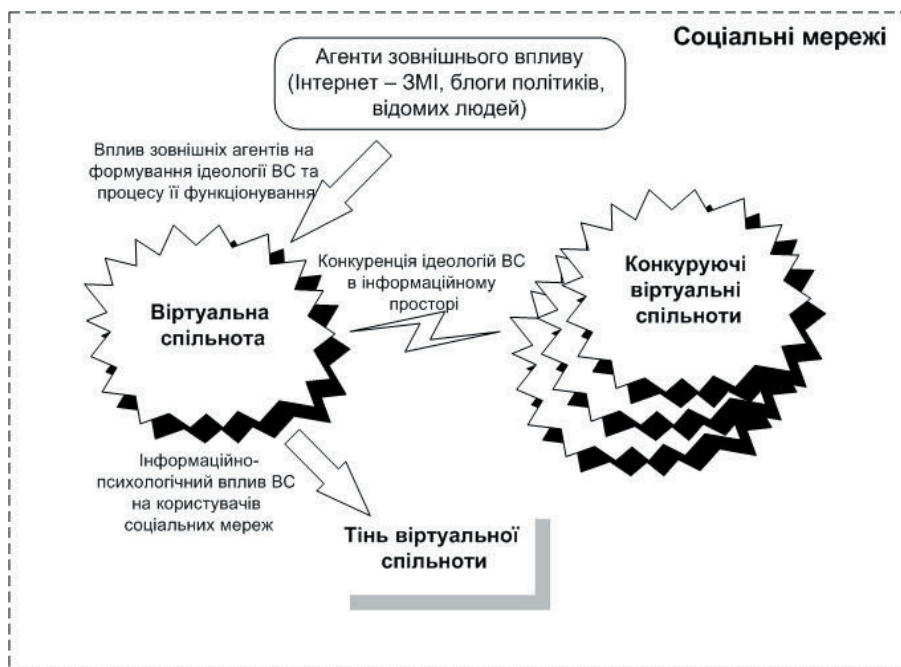 Соціальні мережі
Агенти зовнішнього впливу
(Інтернет – ЗМІ, блоги політиків,
відомих людей)
Вплив зовнішніх агентів на
формування ідеології ВС та
процесу її функціонування
Віртуальна
спільнота
Конкуренція ідеологій ВС
в інформаційному
просторі
Конкуруючі
віртуальні
спільноти
Інформаційно-
психологічний вплив ВС
на користувачів
соціальних мереж
Тінь віртуальної
спільноти